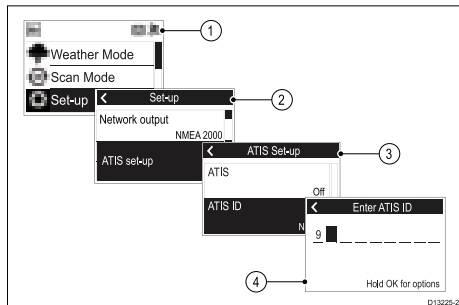 1
Weather Mode
Scan Mode
Set-up
< Set-up
2
Network output
NMEA 2000
ATIS set-up
< ATIS Set-up
3
ATIS
Off
ATIS ID
N
< Enter ATIS ID
9
4
Hold OK for options
D13225-2